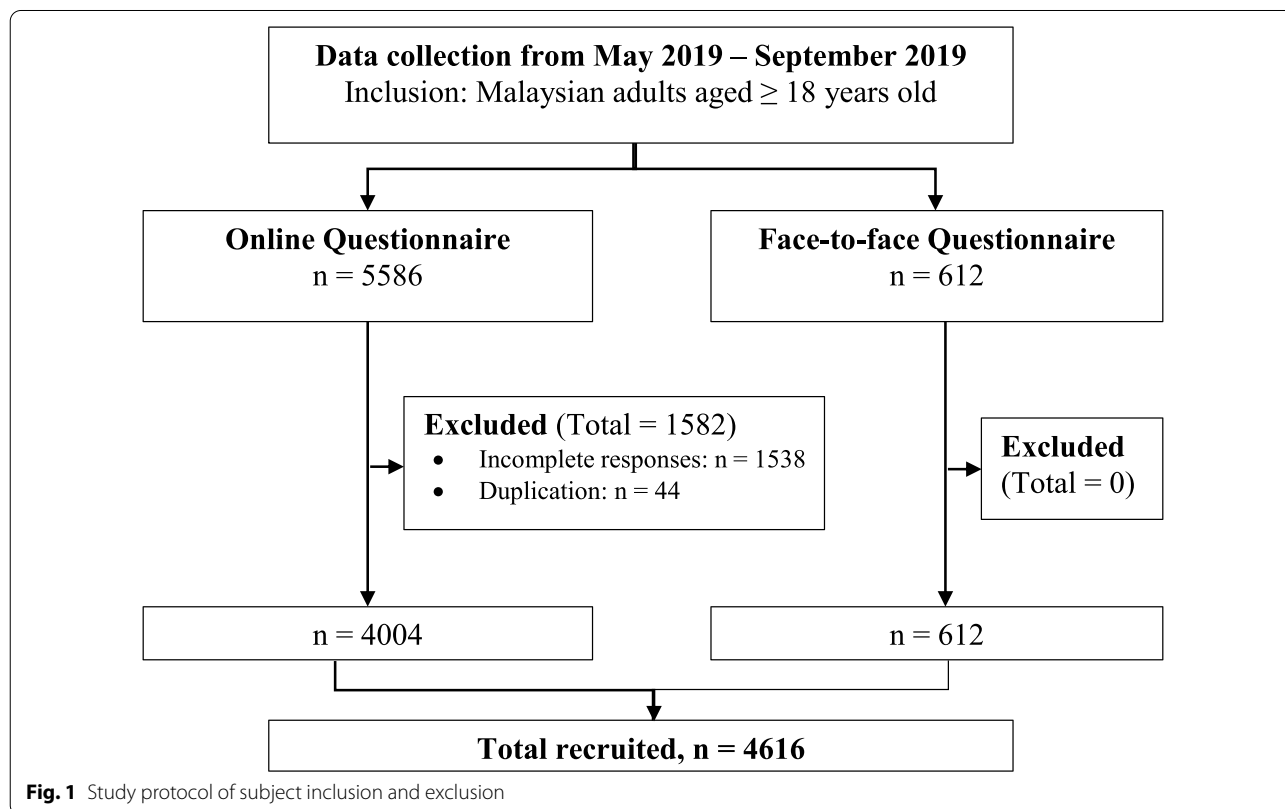 Data collection from May 2019 – September 2019
Inclusion: Malaysian adults aged ≥ 18 years old
Online Questionnaire
n = 5586
Face-to-face Questionnaire
n = 612
Excluded (Total = 1582)
• Incomplete responses: n = 1538
• Duplication: n = 44
Excluded
(Total = 0)
n = 4004
n = 612
Total recruited, n = 4616
Fig. 1 Study protocol of subject inclusion and exclusion